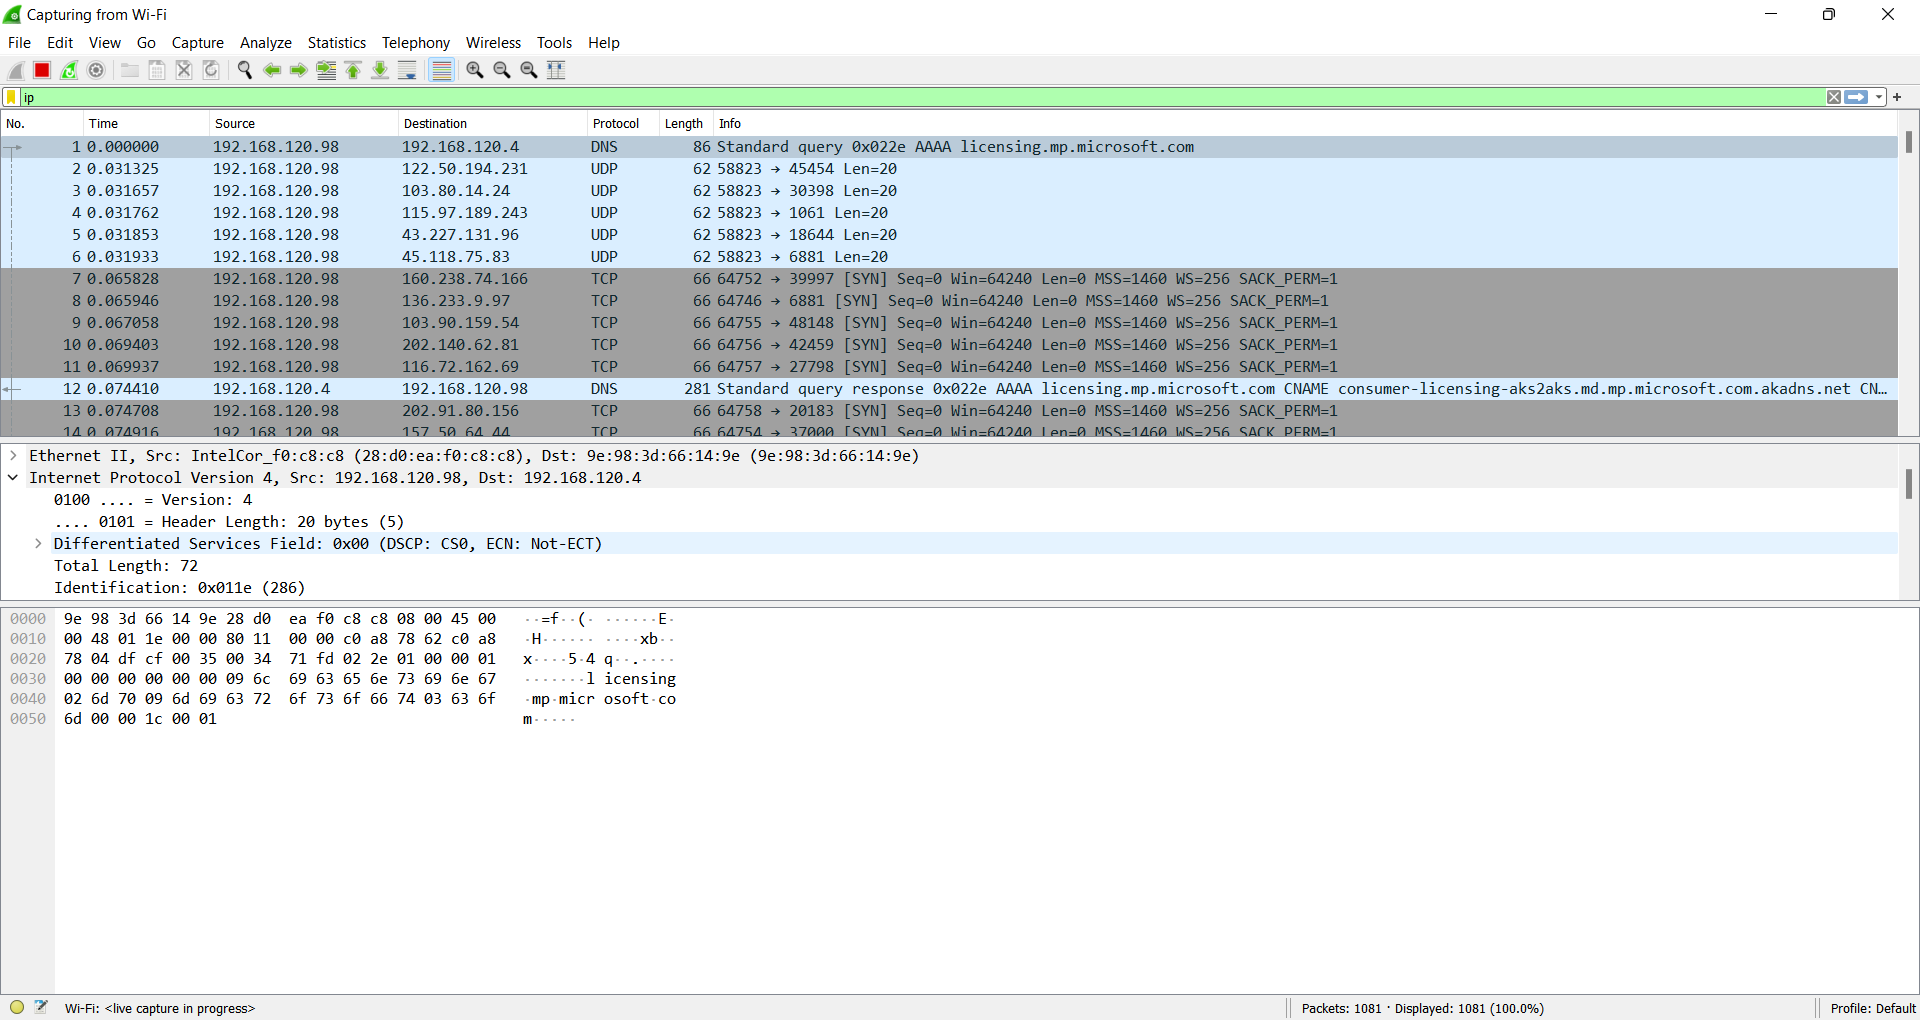 Capturing from Wi-Fi
File Edit View Go Capture Analyze Statistics Telephony Wireless Tools Help
ip
No. Time Source Destination Protocol Length Info
1 0.000000 192.168.120.98 192.168.120.4 DNS 86 Standard query 0x022e AAAA licensing.mp.microsoft.com
2 0.031325 192.168.120.98 122.50.194.231 UDP 62 58823 → 45454 Len=20
3 0.031657 192.168.120.98 103.80.14.24 UDP 62 58823 → 30398 Len=20
4 0.031762 192.168.120.98 115.97.189.243 UDP 62 58823 → 1061 Len=20
5 0.031853 192.168.120.98 43.227.131.96 UDP 62 58823 → 18644 Len=20
6 0.031933 192.168.120.98 45.118.75.83 UDP 62 58823 → 6881 Len=20
7 0.065828 192.168.120.98 160.238.74.166 TCP 66 64752 → 39997 [SYN] Seq=0 Win=64240 Len=0 MSS=1460 WS=256 SACK_PERM=1
8 0.065946 192.168.120.98 136.233.9.97 TCP 66 64746 → 6881 [SYN] Seq=0 Win=64240 Len=0 MSS=1460 WS=256 SACK_PERM=1
9 0.067058 192.168.120.98 103.90.159.54 TCP 66 64755 → 48148 [SYN] Seq=0 Win=64240 Len=0 MSS=1460 WS=256 SACK_PERM=1
10 0.069403 192.168.120.98 202.140.62.81 TCP 66 64756 → 42459 [SYN] Seq=0 Win=64240 Len=0 MSS=1460 WS=256 SACK_PERM=1
11 0.069937 192.168.120.98 116.72.162.69 TCP 66 64757 → 27798 [SYN] Seq=0 Win=64240 Len=0 MSS=1460 WS=256 SACK_PERM=1
12 0.074410 192.168.120.4 192.168.120.98 DNS 281 Standard query response 0x022e AAAA licensing.mp.microsoft.com CNAME consumer-licensing-aks2aks.md.mp.microsoft.com.akadns.net CN…
13 0.074708 192.168.120.98 202.91.80.156 TCP 66 64758 → 20183 [SYN] Seq=0 Win=64240 Len=0 MSS=1460 WS=256 SACK_PERM=1
14 0.074916 192.168.120.98 157.50.64.44 TCP 66 64754 → 37000 [SYN] Seq=0 Win=64240 Len=0 MSS=1460 WS=256 SACK_PERM=1
Ethernet II, Src: IntelCor_f0:c8:c8 (28:d0:ea:f0:c8:c8), Dst: 9e:98:3d:66:14:9e (9e:98:3d:66:14:9e)
Internet Protocol Version 4, Src: 192.168.120.98, Dst: 192.168.120.4
0100 .... = Version: 4
.... 0101 = Header Length: 20 bytes (5)
Differentiated Services Field: 0x00 (DSCP: CS0, ECN: Not-ECT)
Total Length: 72
Identification: 0x011e (286)
0000 9e 98 3d 66 14 9e 28 d0 ea f0 c8 c8 08 00 45 00 ··=f··(· ······E·
0010 00 48 01 1e 00 00 80 11 00 00 c0 a8 78 62 c0 a8 ·H······ ····xb··
0020 78 04 df cf 00 35 00 34 71 fd 02 2e 01 00 00 01 x····5·4 q··.····
0030 00 00 00 00 00 00 09 6c 69 63 65 6e 73 69 6e 67 ·······l icensing
0040 02 6d 70 09 6d 69 63 72 6f 73 6f 66 74 03 63 6f ·mp·micr osoft·co
0050 6d 00 00 1c 00 01 m·····
Wi-Fi: <live capture in progress> Packets: 1081 · Displayed: 1081 (100.0%) Profile: Default